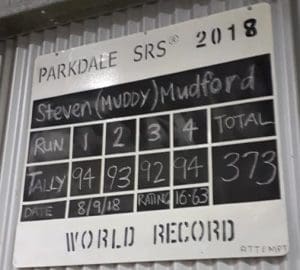 PARKDALE SRS® 2018
Steven (MUDDY) Mudford
RUN 1 2 3 4 TOTAL
TALLY 94 93 92 94 373
DATE 8/9/18 RATING 16.63
WORLD RECORD
ATTEMPT